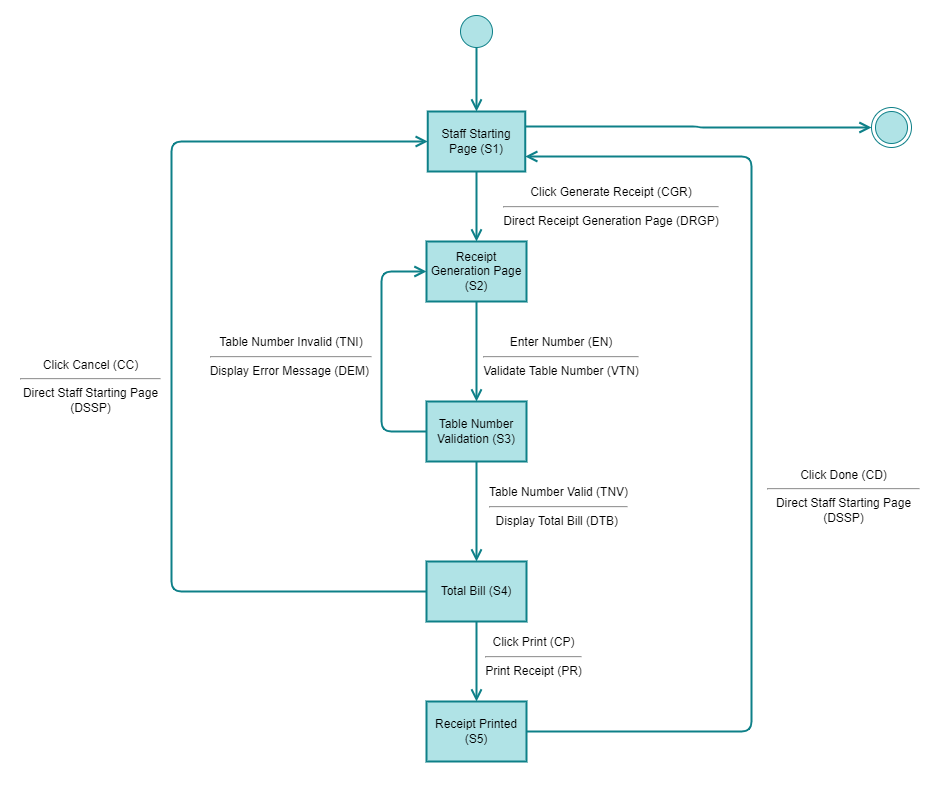 Staff Starting
Page (S1)
Click Generate Receipt (CGR)
Direct Receipt Generation Page (DRGP)
Receipt
Generation Page
(S2)
Table Number Invalid (TNI)
Display Error Message (DEM)
Enter Number (EN)
Validate Table Number (VTN)
Click Cancel (CC)
Direct Staff Starting Page
(DSSP)
Table Number
Validation (S3)
Table Number Valid (TNV)
Display Total Bill (DTB)
Click Done (CD)
Direct Staff Starting Page
(DSSP)
Total Bill (S4)
Click Print (CP)
Print Receipt (PR)
Receipt Printed
(S5)